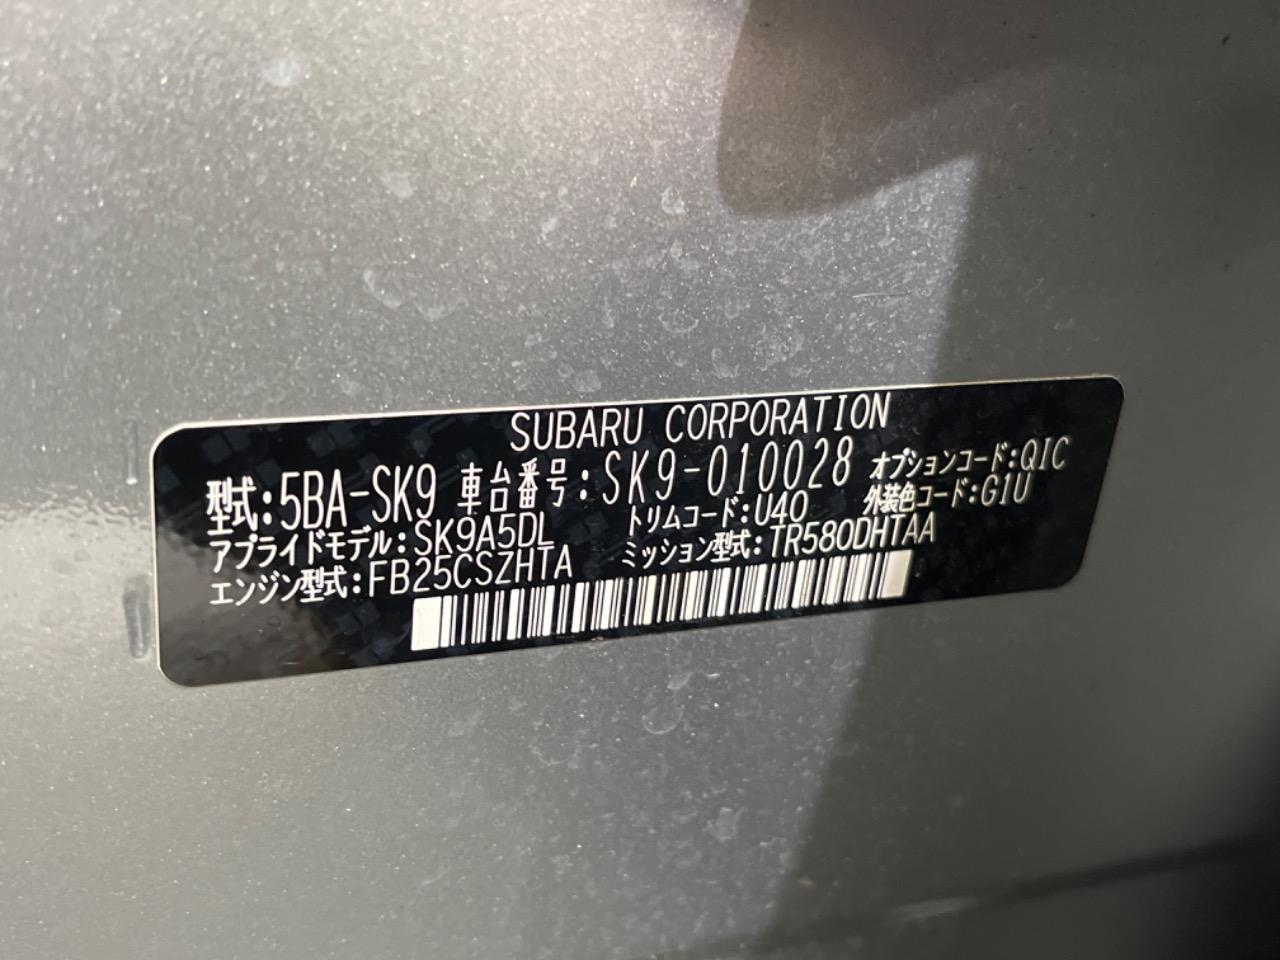 SUBARU CORPORATION
型式:5BA-SK9 車台番号:SK9-010028 オプションコード:QIC
アプライドモデル:SK9A5DL トリムコード:U40 外装色コード:G1U
エンジン型式:FB25CSZHTA ミッション型式:TR580DHTAA